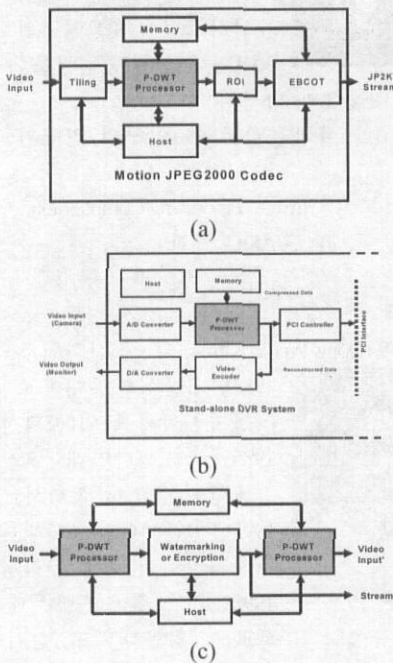 Memory
Video
Input
Tiling
P-DWT
Processor
ROI
EBCOT
JP2K
Stream
Host
Motion JPEG2000 Codec
(a)
Host
Memory
Compressed Data
Video Input
(Camera)
A/D Converter
P-DWT
Processor
PCI Controller
PCI Interface
Video Output
(Monitor)
D/A Converter
Video
Encoder
Reconstructed Data
Stand-alone DVR System
(b)
Memory
Video
Input
P-DWT
Processor
Watermarking
or Encryption
P-DWT
Processor
Video
Input'
Stream
Host
(c)